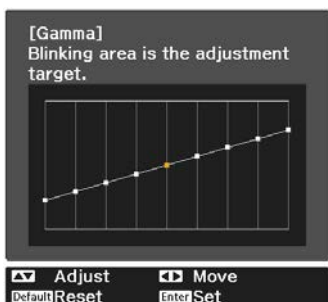 [Gamma]
Blinking area is the adjustment
target.
Adjust Move
Default Reset Enter Set